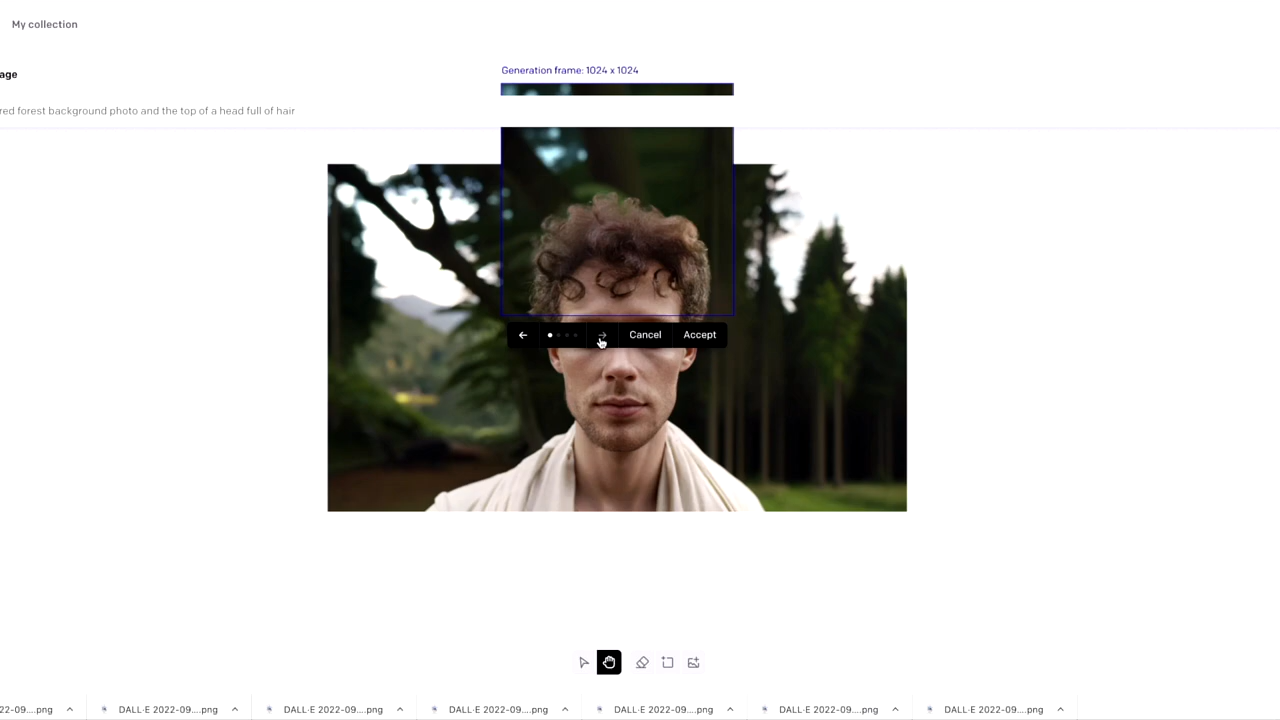 My collection
Generation frame: 1024 x 1024
age
red forest background photo and the top of a head full of hair
Cancel
Accept
22-09....png
DALL·E 2022-09....png
DALL·E 2022-09....png
DALL·E 2022-09....png
DALL·E 2022-09....png
DALL·E 2022-09....png
DALL·E 2022-09....png